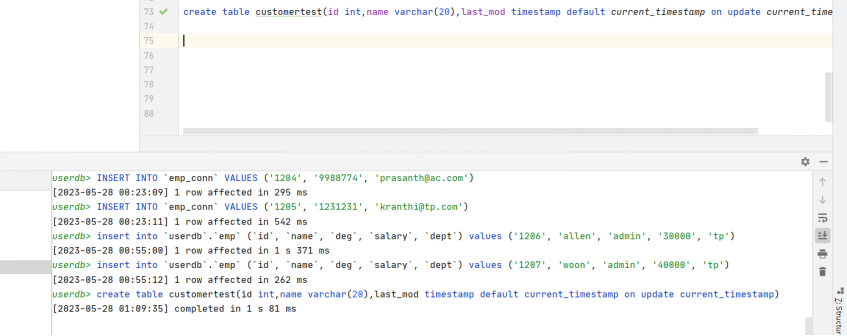 73 create table customertest(id int,name varchar(20),last_mod timestamp default current_timestamp on update current_time
74
75
76
77
78
79
80
userdb> INSERT INTO `emp_conn` VALUES ('1204', '9988774', 'prasanth@ac.com')
[2023-05-28 00:23:09] 1 row affected in 295 ms
userdb> INSERT INTO `emp_conn` VALUES ('1205', '1231231', 'kranthi@tp.com')
[2023-05-28 00:23:11] 1 row affected in 542 ms
userdb> insert into `userdb`.`emp` (`id`, `name`, `deg`, `salary`, `dept`) values ('1206', 'allen', 'admin', '30000', 'tp')
[2023-05-28 00:55:00] 1 row affected in 1 s 371 ms
userdb> insert into `userdb`.`emp` (`id`, `name`, `deg`, `salary`, `dept`) values ('1207', 'woon', 'admin', '40000', 'tp')
[2023-05-28 00:55:12] 1 row affected in 262 ms
userdb> create table customertest(id int,name varchar(20),last_mod timestamp default current_timestamp on update current_timestamp)
[2023-05-28 01:09:35] completed in 1 s 81 ms
Z: Structur